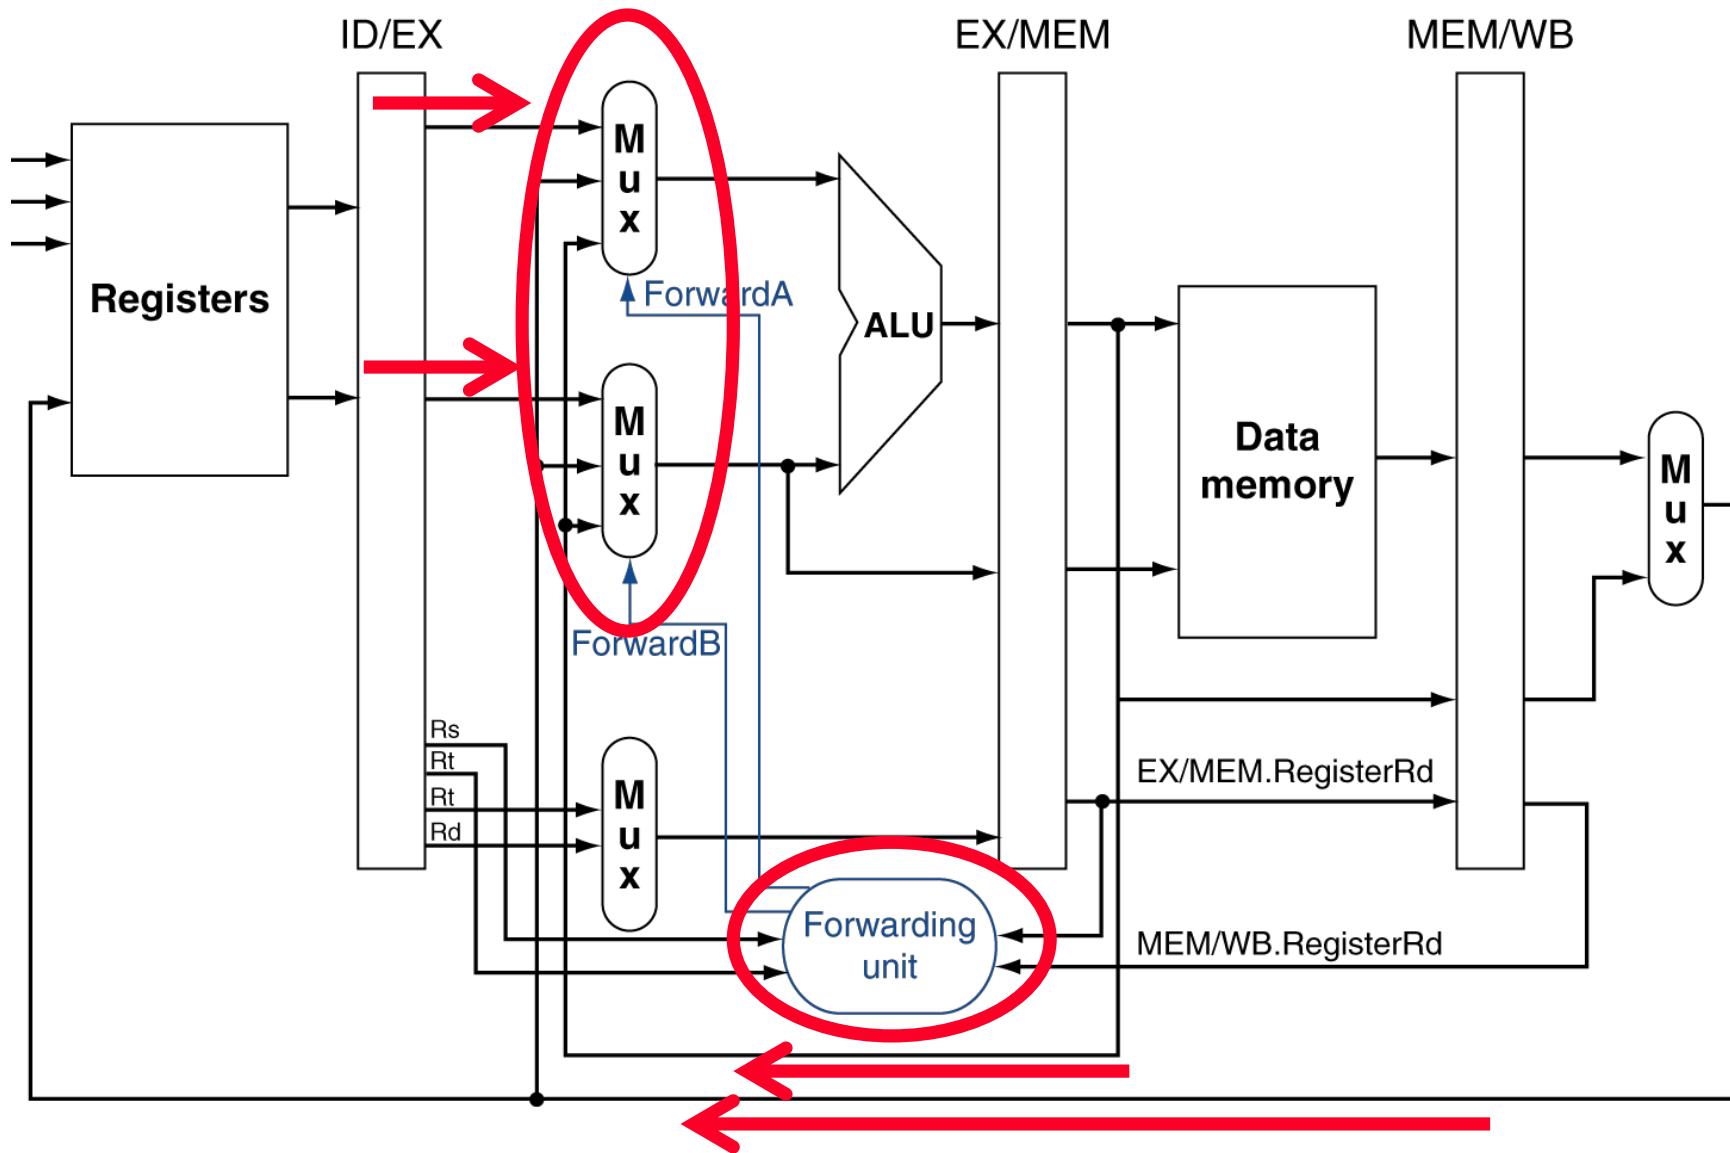 ID/EX
EX/MEM
MEM/WB
M
u
x
Registers
ForwardA
ALU
M
u
x
Data
memory
M
u
x
ForwardB
Rs
Rt
Rt
Rd
M
u
x
EX/MEM.RegisterRd
Forwarding
unit
MEM/WB.RegisterRd